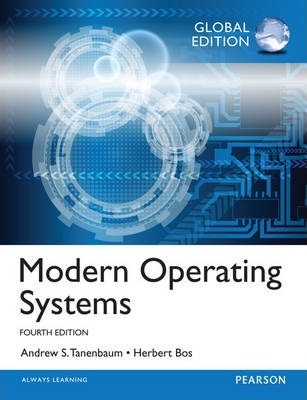 GLOBAL
EDITION
Modern Operating
Systems
FOURTH EDITION
Andrew S. Tanenbaum • Herbert Bos
ALWAYS LEARNING
PEARSON